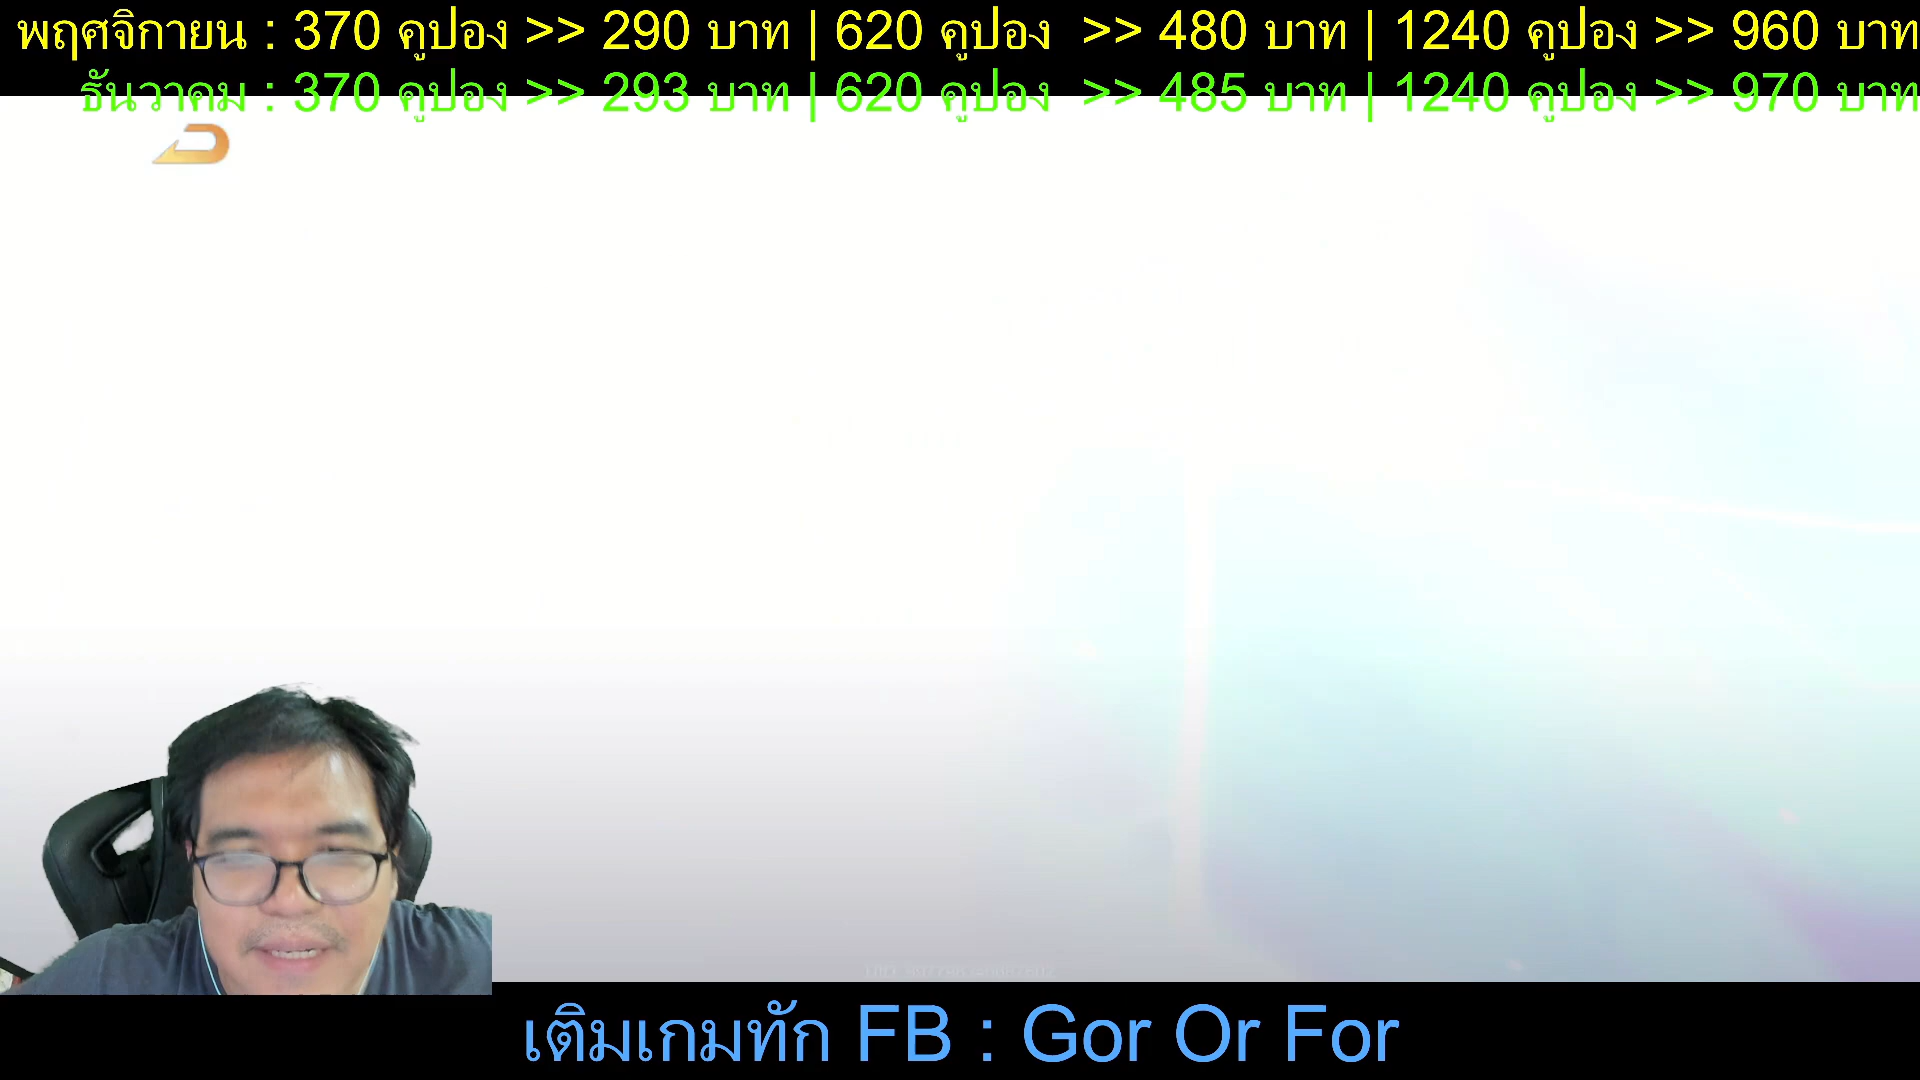 พฤศจิกายน : 370 คูปอง >> 290 บาท | 620 คูปอง >> 480 บาท | 1240 คูปอง >> 960 บาท
ธันวาคม : 370 คูปอง >> 293 บาท | 620 คูปอง >> 485 บาท | 1240 คูปอง >> 970 บาท
เติมเกมทัก FB : Gor Or For